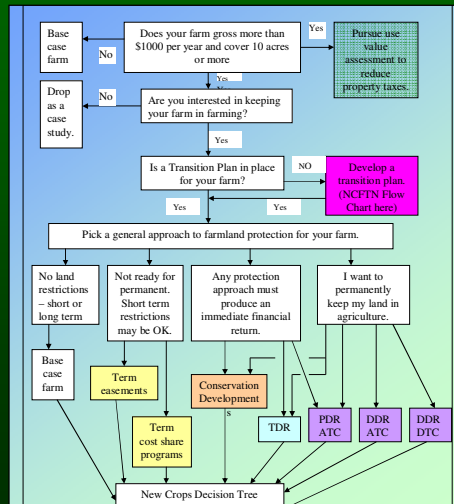 Base
case
farm
Does your farm gross more than
$1000 per year and cover 10 acres
or more
Yes
Pursue use
value
assessment to
reduce
property taxes.
No
Yes
Drop
as a
case
study.
No
Are you interested in keeping
your farm in farming?
Yes
Is a Transition Plan in place
for your farm?
NO
Develop a
transition plan.
(NCFTN Flow
Chart here)
Yes
Yes
Pick a general approach to farmland protection for your farm.
No land
restrictions
– short or
long term
Not ready for
permanent.
Short term
restrictions
may be OK.
Any protection
approach must
produce an
immediate financial
return.
I want to
permanently
keep my land in
agriculture.
Base
case
farm
Term
easements
Conservation
Development
s
Term
cost share
programs
TDR
PDR
ATC
DDR
ATC
DDR
DTC
New Crops Decision Tree